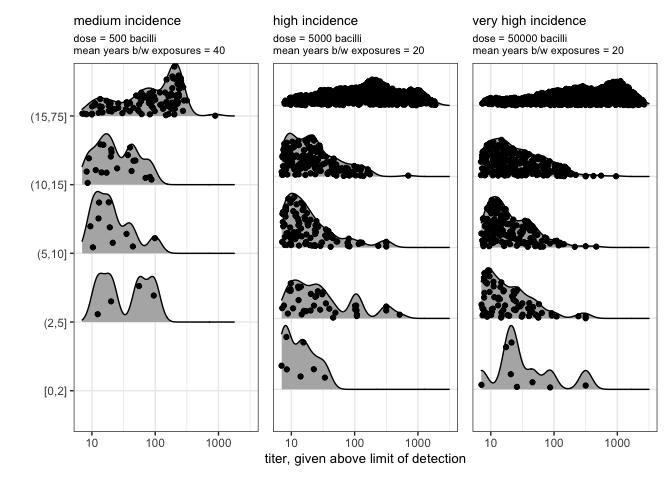 medium incidence
dose = 500 bacilli
mean years b/w exposures = 40
high incidence
dose = 5000 bacilli
mean years b/w exposures = 20
very high incidence
dose = 50000 bacilli
mean years b/w exposures = 20
(15,75]
(10,15]
(5,10]
(2,5]
[0,2]
10 100 1000
10 100 1000
10 100 1000
titer, given above limit of detection